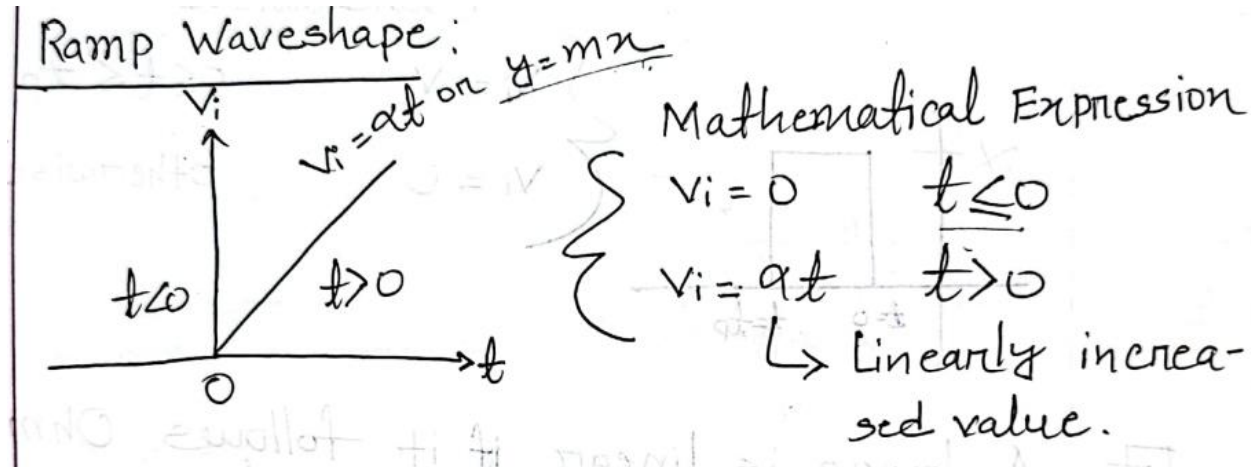 Ramp Waveshape:
Vi
Vi = αt or y=mx
t<0
t>0
t
0
Mathematical Expression
Vi = 0 t≤0
Vi = αt t>0
↳ Linearly increa-
sed value.